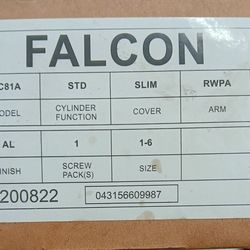 FALCON
C81A STD SLIM RWPA
MODEL CYLINDER FUNCTION COVER ARM
AL 1 1-6
FINISH SCREW PACK(S) SIZE
200822 043156609987